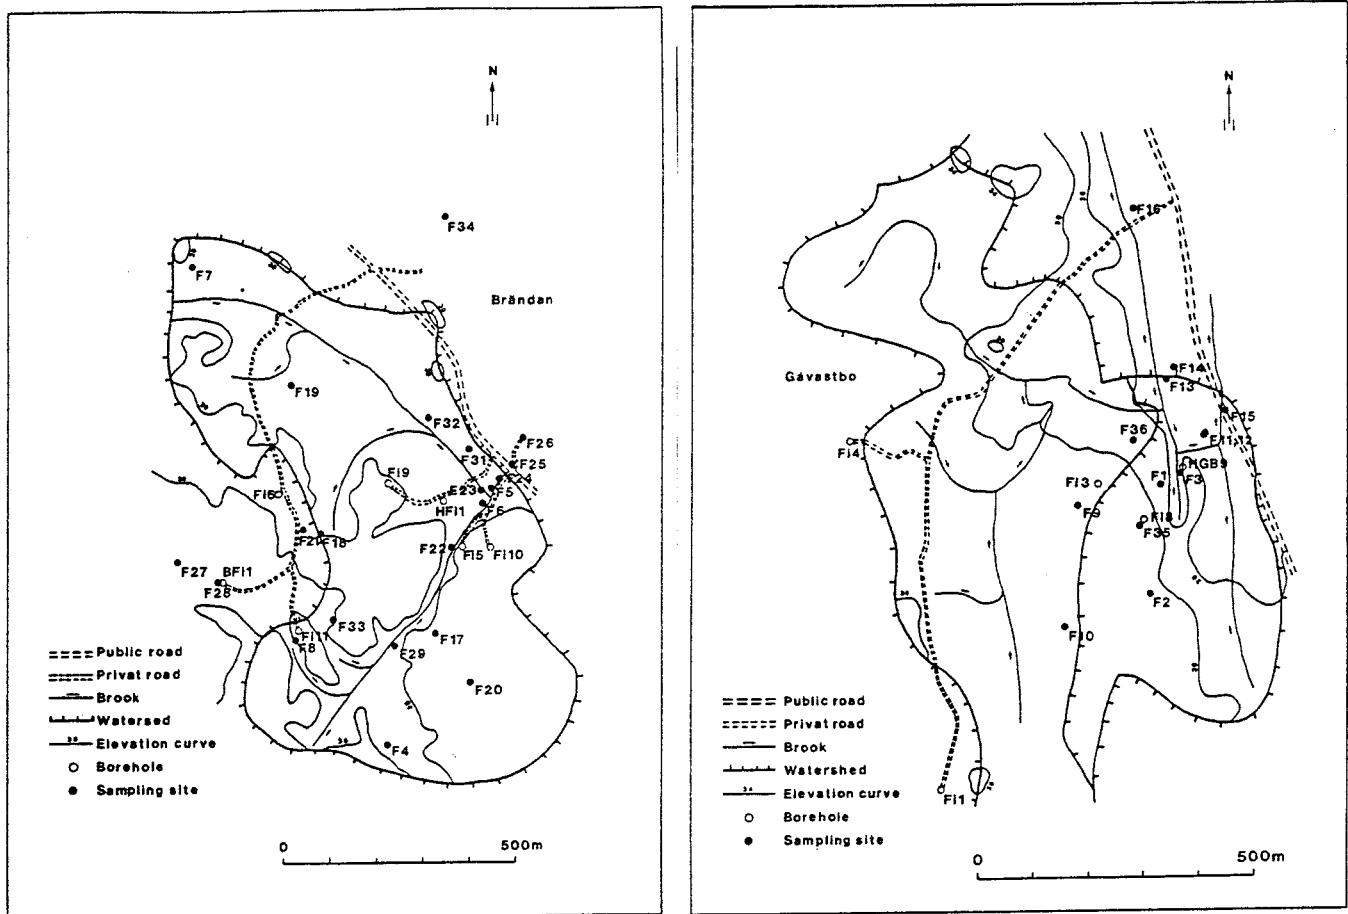 N
F34
F7
Brändan
F19
F32
F26
F31
F25
Fi9
F24
F23
F5
Fi6
HFi1
F6
F21
F18
F22
Fi5
Fi10
F27
BFi1
F28
F33
Fi11
F8
F17
F29
F20
F4
Public road
Privat road
Brook
Watersed
Elevation curve
Borehole
Sampling site
0
500m
N
F16
Gåvastbo
F14
F13
F15
F36
F11,12
Fi4
HGB9
Fi3
F1
F3
F9
Fi8
F35
F2
F10
Fi1
Public road
Privat road
Brook
Watershed
Elevation curve
Borehole
Sampling site
0
500m